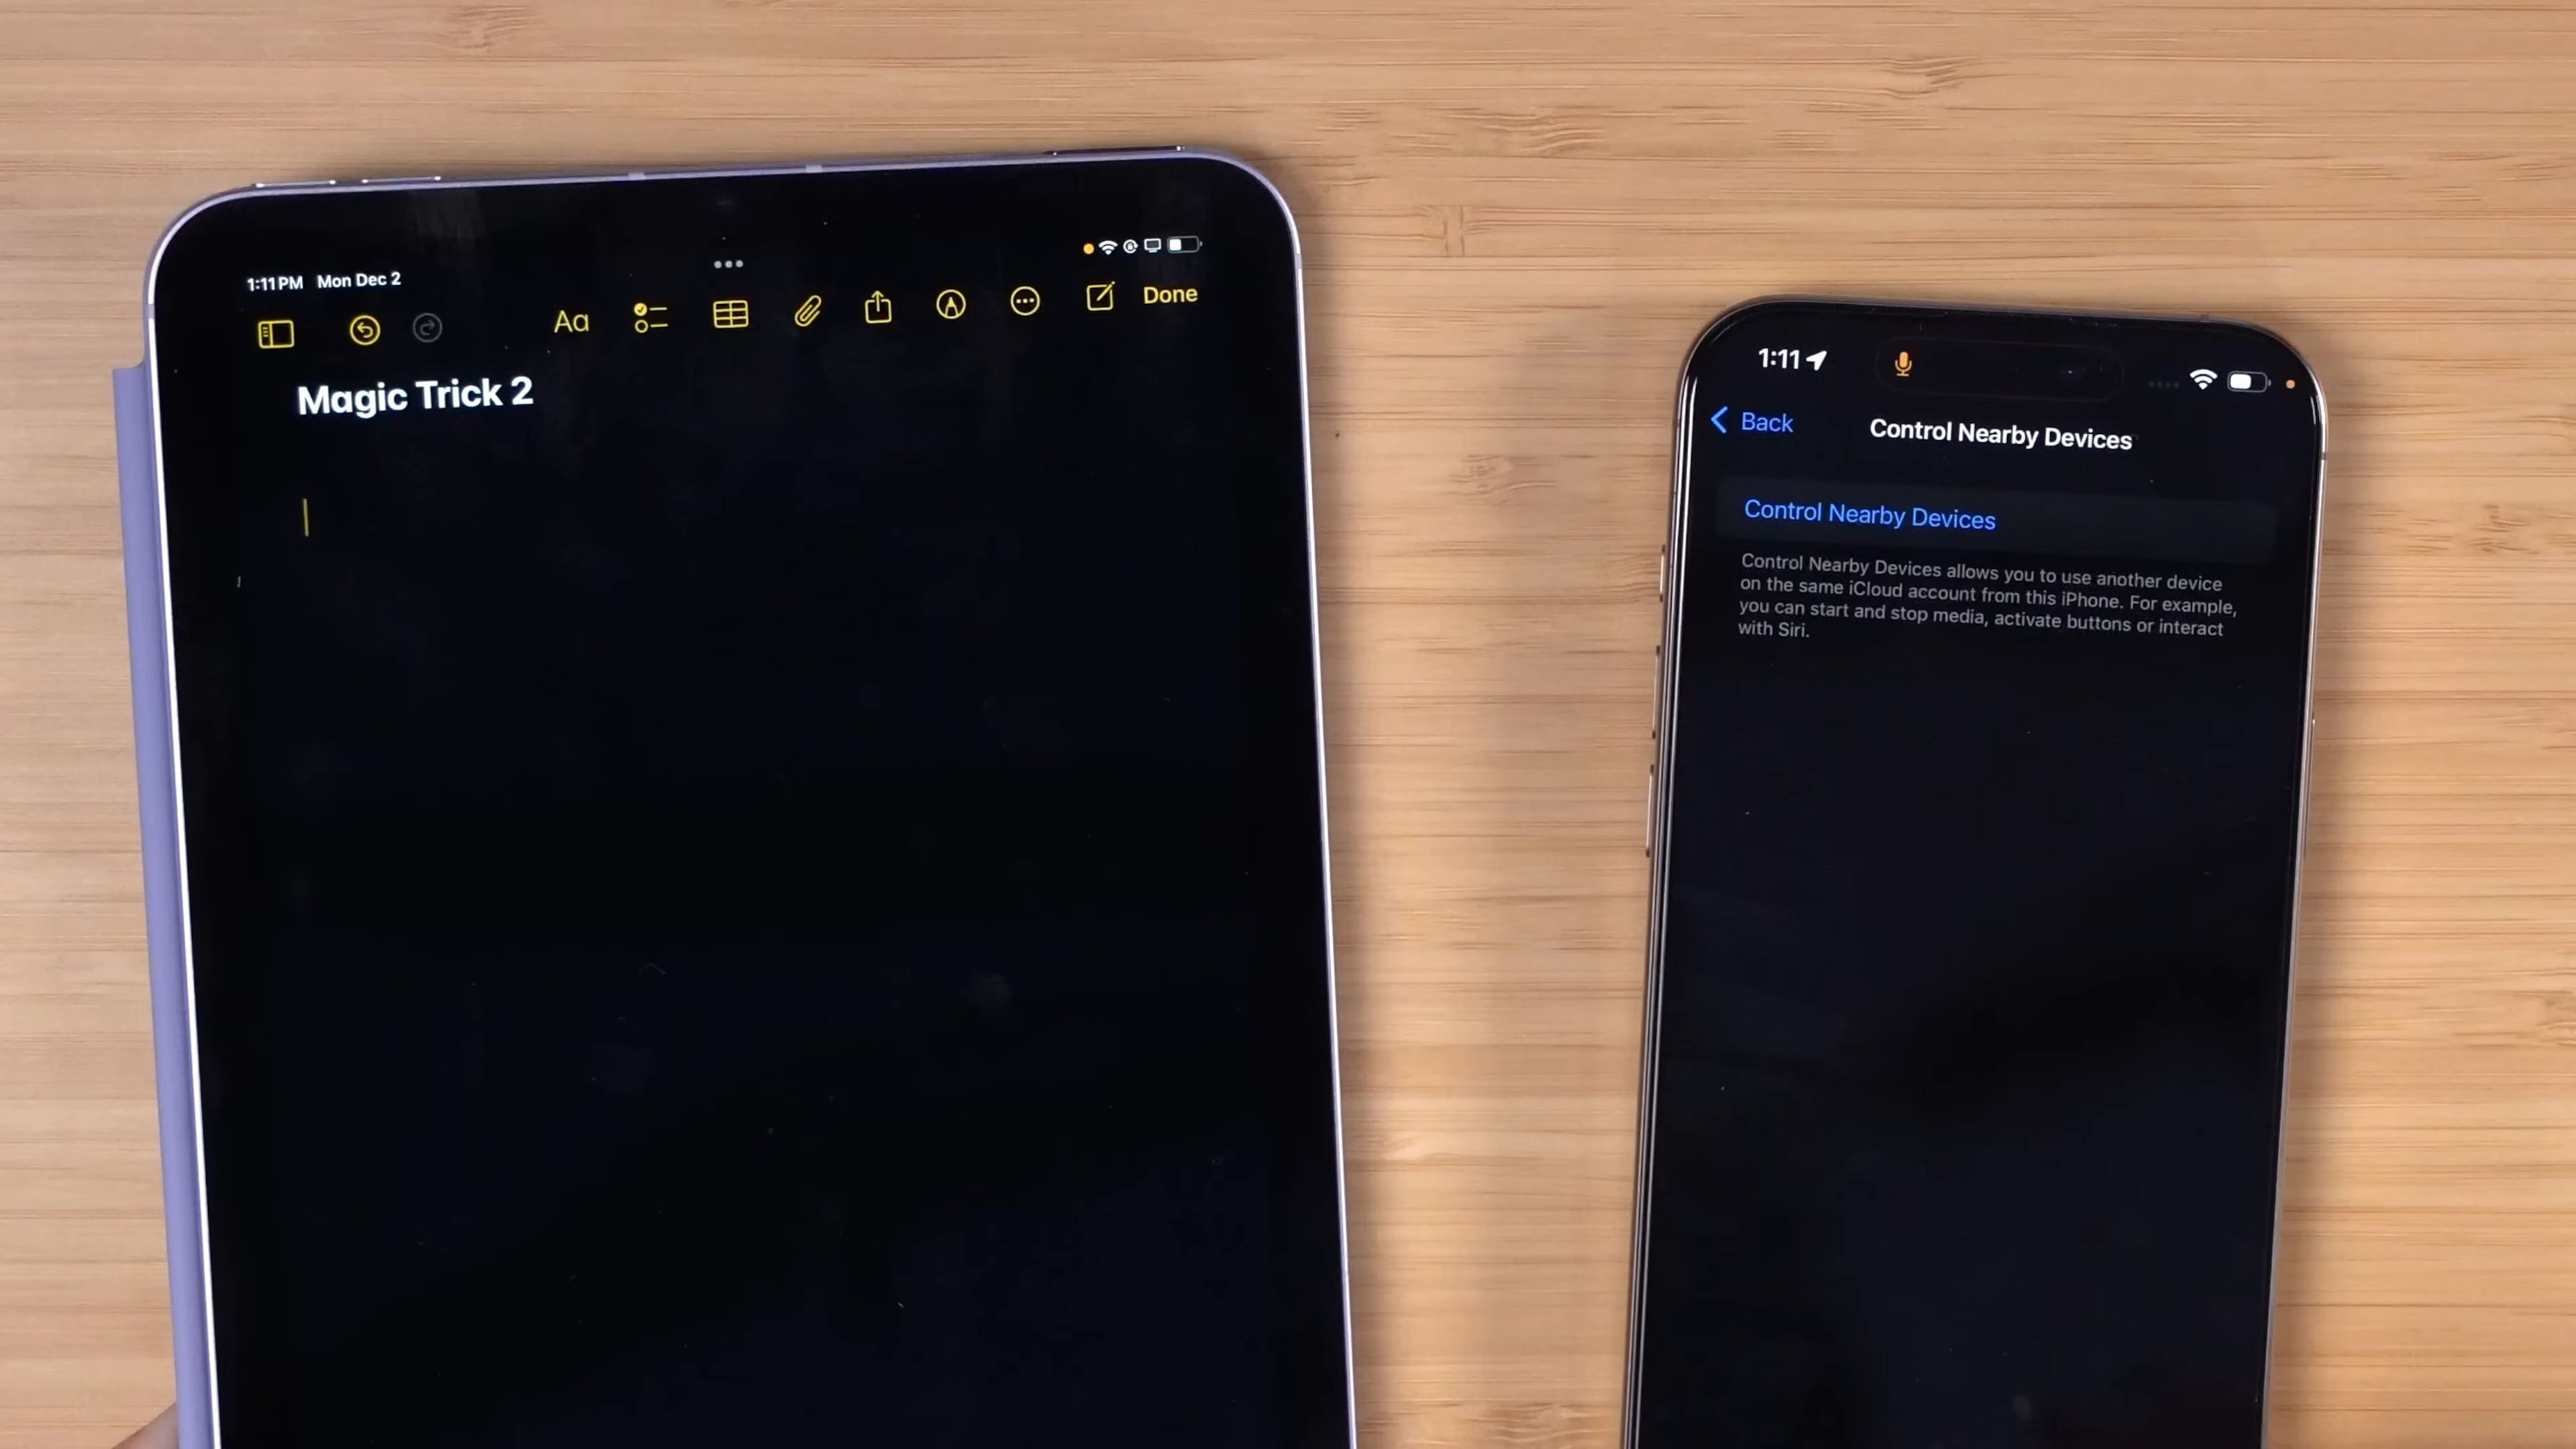 1:11 PM Mon Dec 2
Aa
Done
Magic Trick 2
1:11
Back
Control Nearby Devices
Control Nearby Devices
Control Nearby Devices allows you to use another device
on the same iCloud account from this iPhone. For example,
you can start and stop media, activate buttons or interact
with Siri.